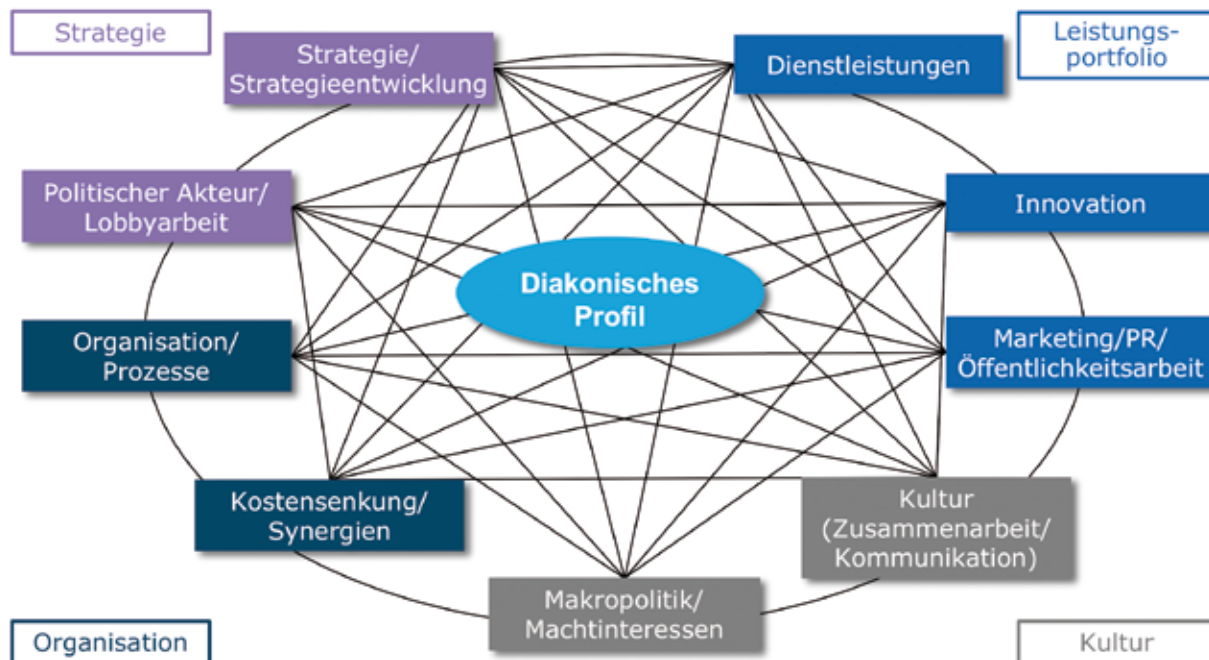 Strategie
Strategie/
Strategieentwicklung
Dienstleistungen
Leistungs-
portfolio
Politischer Akteur/
Lobbyarbeit
Innovation
Diakonisches
Profil
Organisation/
Prozesse
Marketing/PR/
Öffentlichkeitsarbeit
Kostensenkung/
Synergien
Kultur
(Zusammenarbeit/
Kommunikation)
Makropolitik/
Machtinteressen
Organisation
Kultur